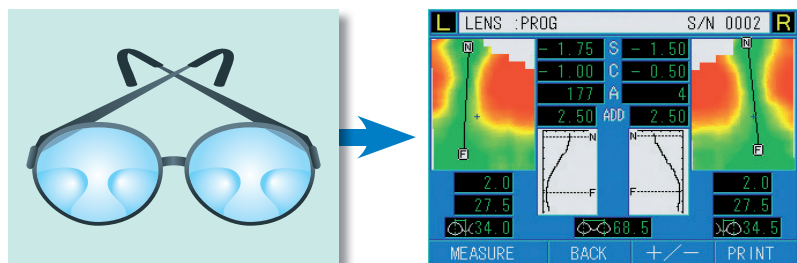 L LENS :PROG S/N 0002 R
N - 1.75 S - 1.50 N
- 1.00 C - 0.50
177 A 4
2.50 ADD 2.50
N N
F F
F F
2.0 2.0
27.5 27.5
34.0 68.5 34.5
MEASURE BACK +/- PRINT